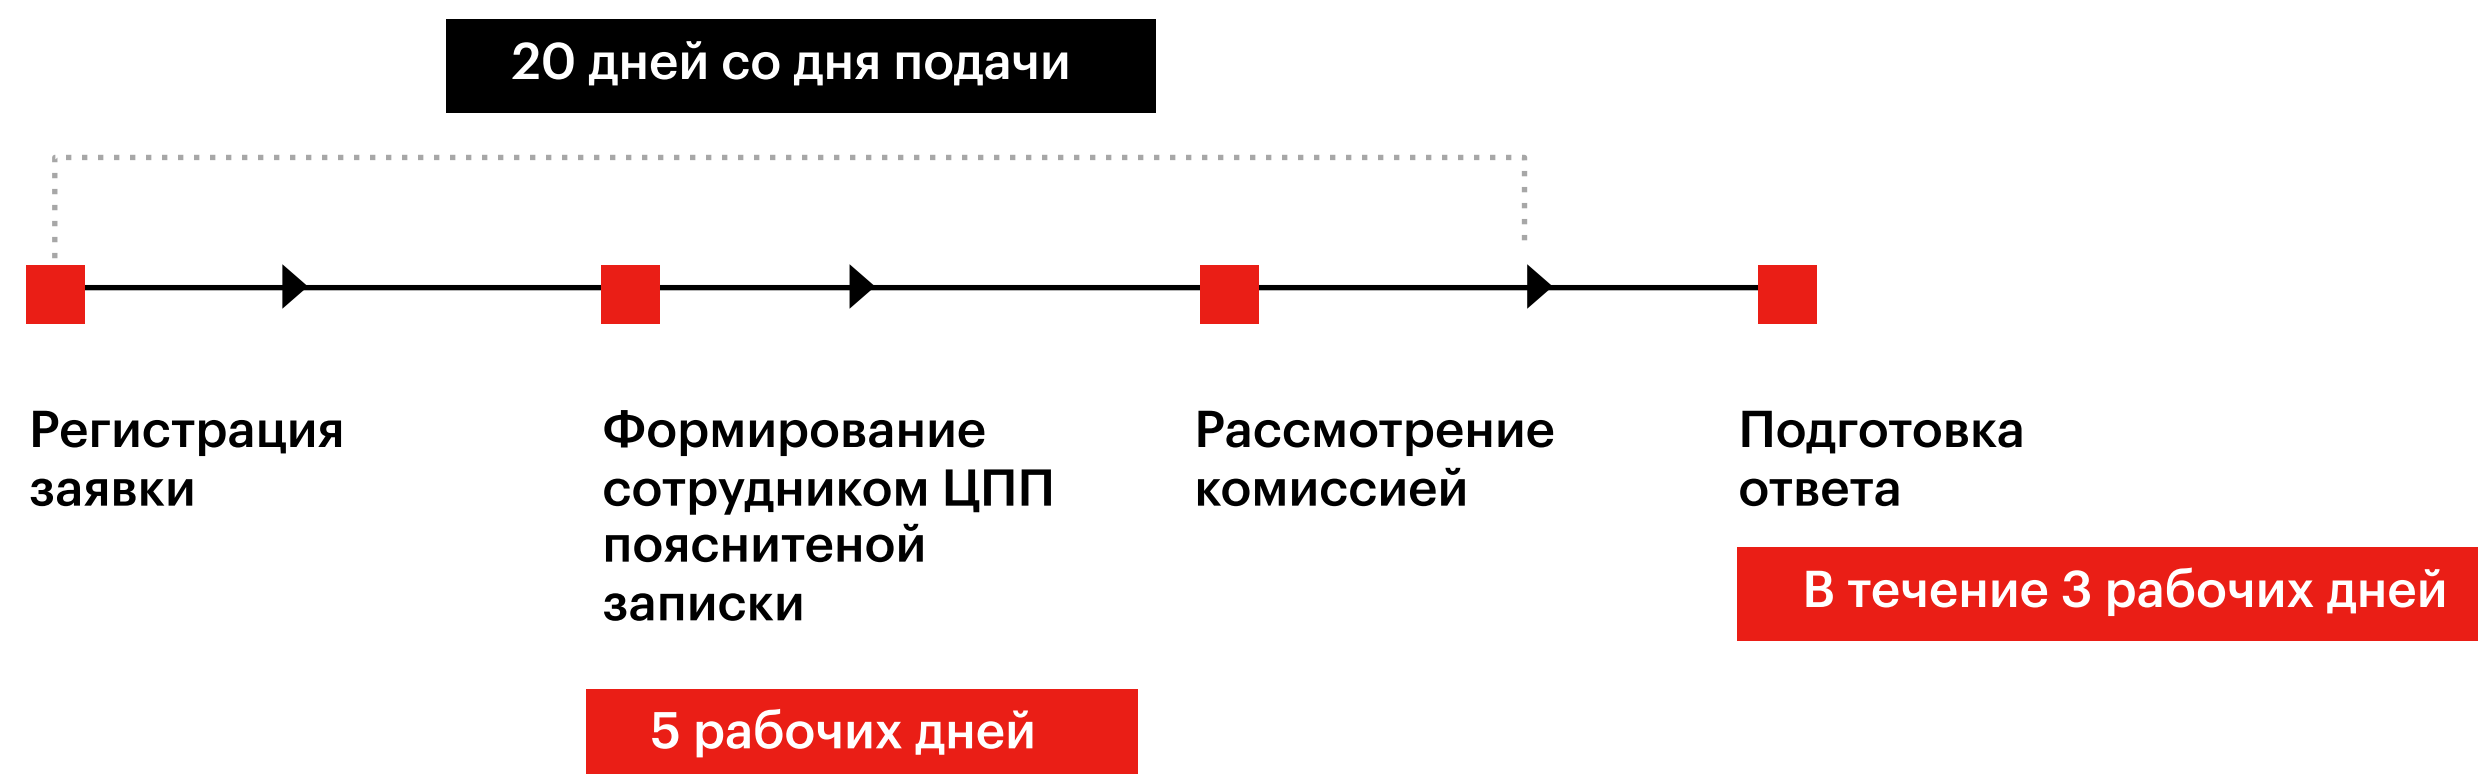 20 дней со дня подачи
Регистрация
заявки
Формирование
сотрудником ЦПП
пояснитеной
записки
5 рабочих дней
Рассмотрение
комиссией
Подготовка
ответа
В течение 3 рабочих дней